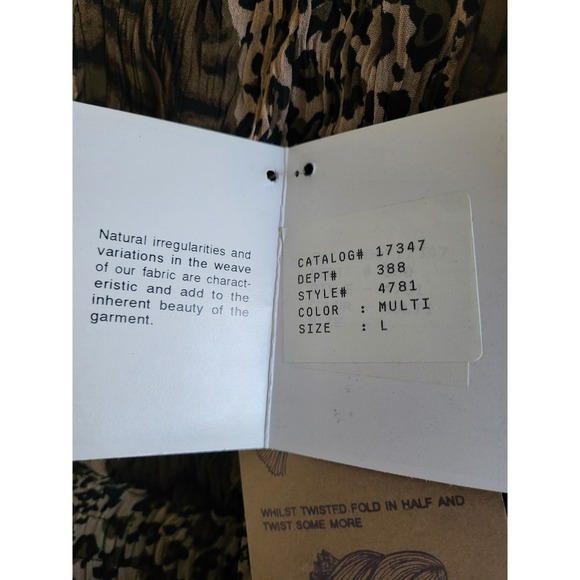 Natural irregularities and
variations in the weave
of our fabric are charact-
eristic and add to the
inherent beauty of the
garment.
CATALOG# 17347
DEPT# 388
STYLE# 4781
COLOR : MULTI
SIZE : L
WHILST TWISTED FOLD IN HALF AND
TWIST SOME MORE